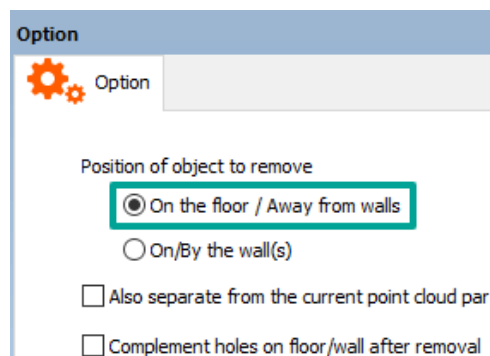 Option
Option
Position of object to remove
On the floor / Away from walls
On/By the wall(s)
Also separate from the current point cloud par
Complement holes on floor/wall after removal